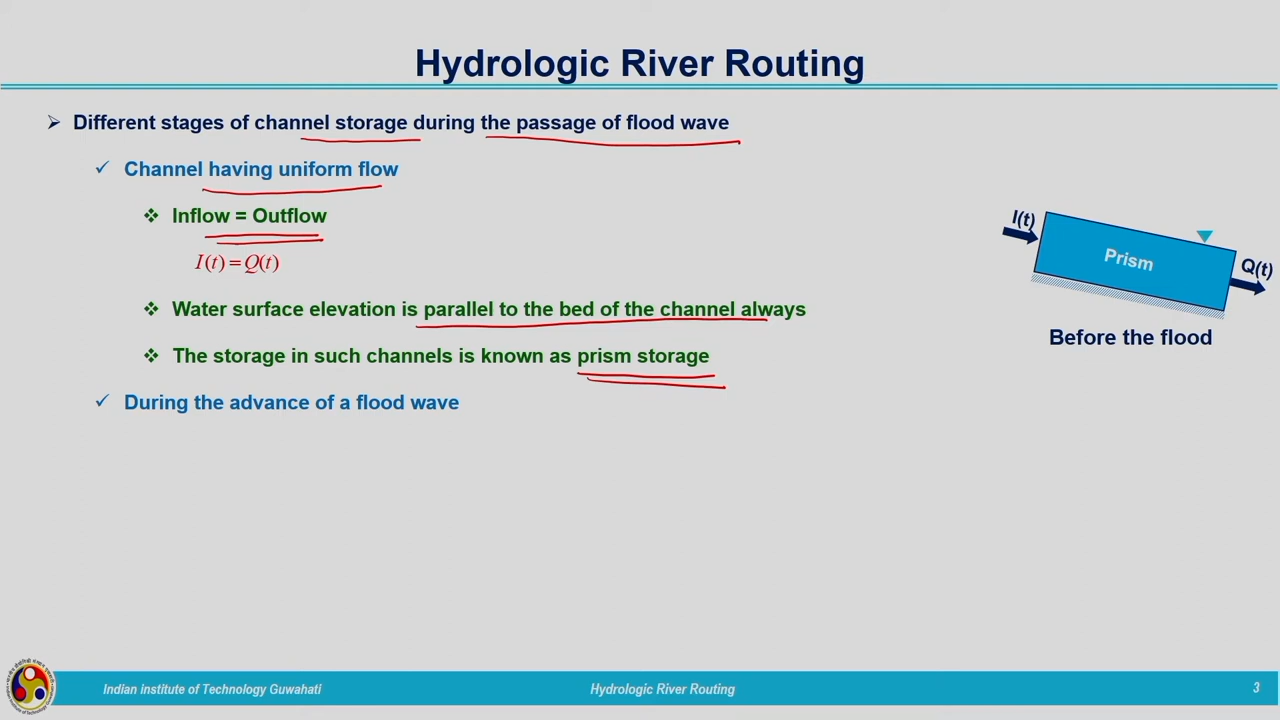 Hydrologic River Routing
Different stages of channel storage during the passage of flood wave
Channel having uniform flow
Inflow = Outflow
I(t) = Q(t)
Water surface elevation is parallel to the bed of the channel always
The storage in such channels is known as prism storage
During the advance of a flood wave
I(t)
Prism
Q(t)
Before the flood
Indian institute of Technology Guwahati
Hydrologic River Routing
3